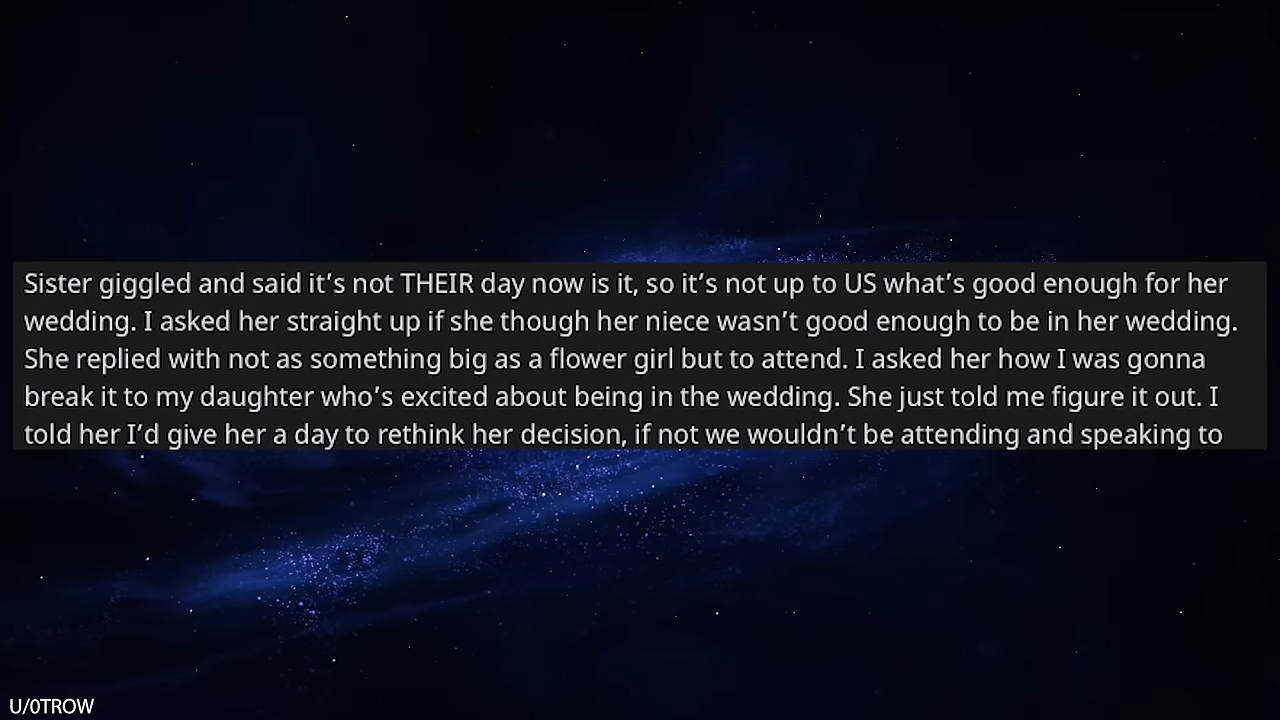 Sister giggled and said it’s not THEIR day now is it, so it’s not up to US what’s good enough for her
wedding. I asked her straight up if she though her niece wasn’t good enough to be in her wedding.
She replied with not as something big as a flower girl but to attend. I asked her how I was gonna
break it to my daughter who’s excited about being in the wedding. She just told me figure it out. I
told her I’d give her a day to rethink her decision, if not we wouldn’t be attending and speaking to
U/0TROW